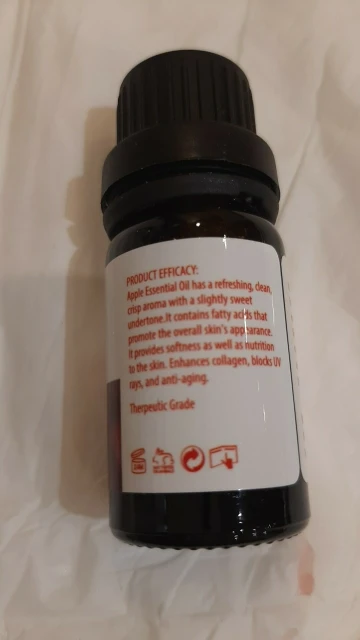 PRODUCT EFFICACY:
Apple Essential Oil has a refreshing, clean,
crisp aroma with a slightly sweet
undertone.It contains fatty acids that
promote the overall skin's appearance.
It provides softness as well as nutrition
to the skin. Enhances collagen, blocks UV
rays, and anti-aging.
Therpeutic Grade